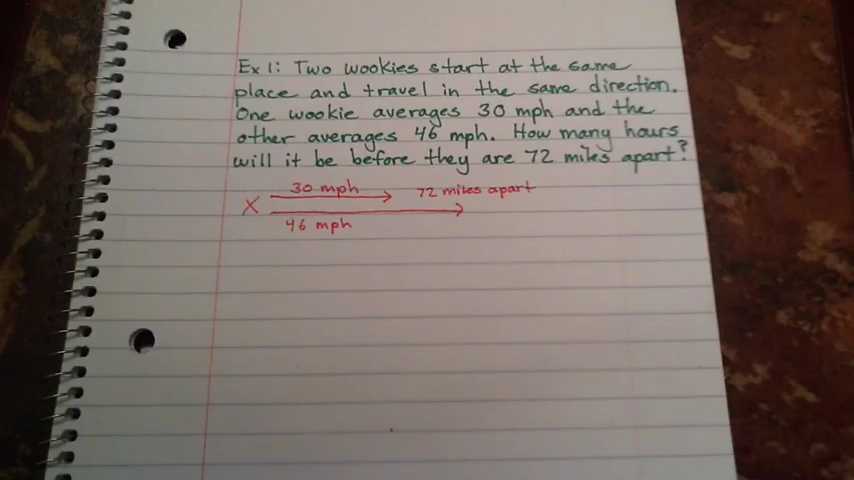 Ex 1: Two wookies start at the same
place and travel in the same direction.
One wookie averages 30 mph and the
other averages 46 mph. How many hours
will it be before they are 72 miles apart?
30 mph 72 miles apart
X
46 mph